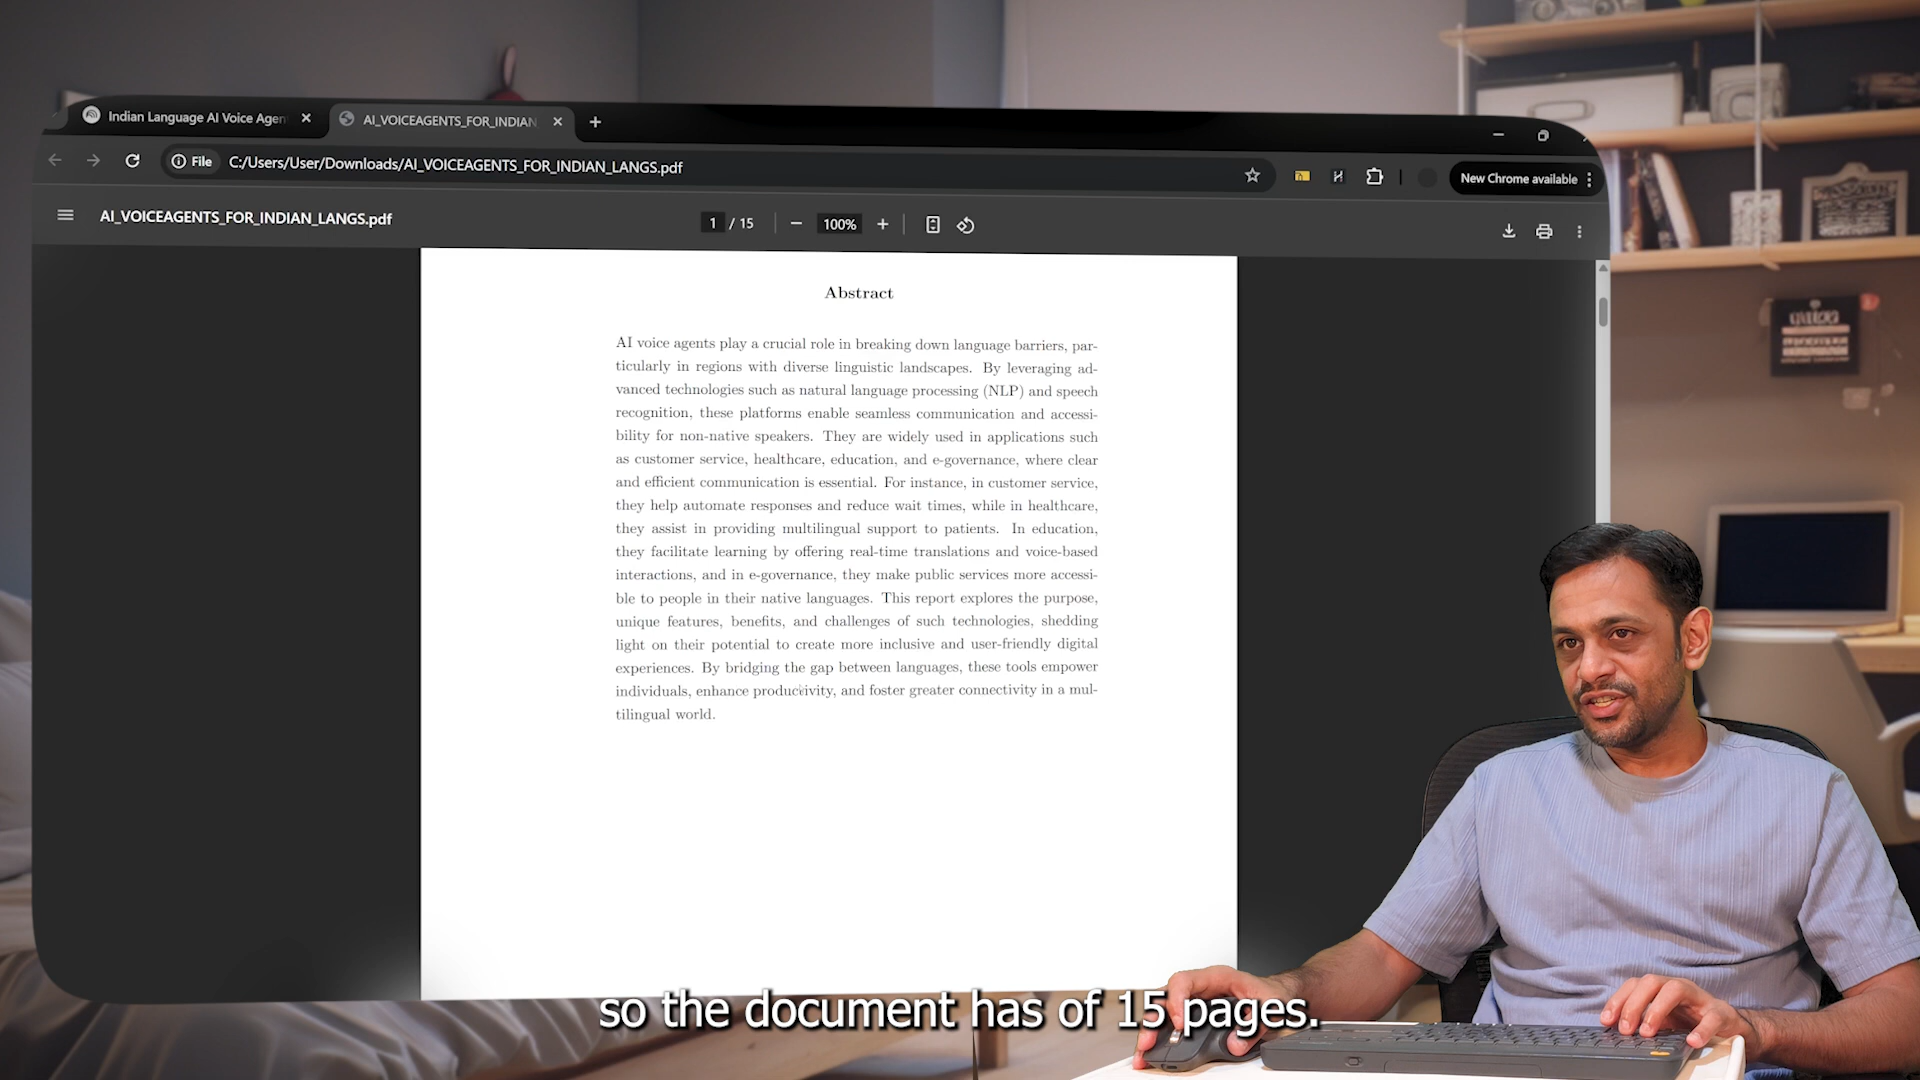 Indian Language AI Voice Agen
AI_VOICEAGENTS_FOR_INDIAN
File
C:/Users/User/Downloads/AI_VOICEAGENTS_FOR_INDIAN_LANGS.pdf
New Chrome available
AI_VOICEAGENTS_FOR_INDIAN_LANGS.pdf
1 / 15
100%
Abstract
AI voice agents play a crucial role in breaking down language barriers, par-
ticularly in regions with diverse linguistic landscapes. By leveraging ad-
vanced technologies such as natural language processing (NLP) and speech
recognition, these platforms enable seamless communication and accessi-
bility for non-native speakers. They are widely used in applications such
as customer service, healthcare, education, and e-governance, where clear
and efficient communication is essential. For instance, in customer service,
they help automate responses and reduce wait times, while in healthcare,
they assist in providing multilingual support to patients. In education,
they facilitate learning by offering real-time translations and voice-based
interactions, and in e-governance, they make public services more accessi-
ble to people in their native languages. This report explores the purpose,
unique features, benefits, and challenges of such technologies, shedding
light on their potential to create more inclusive and user-friendly digital
experiences. By bridging the gap between languages, these tools empower
individuals, enhance productivity, and foster greater connectivity in a mul-
tilingual world.
so the document has of 15 pages.